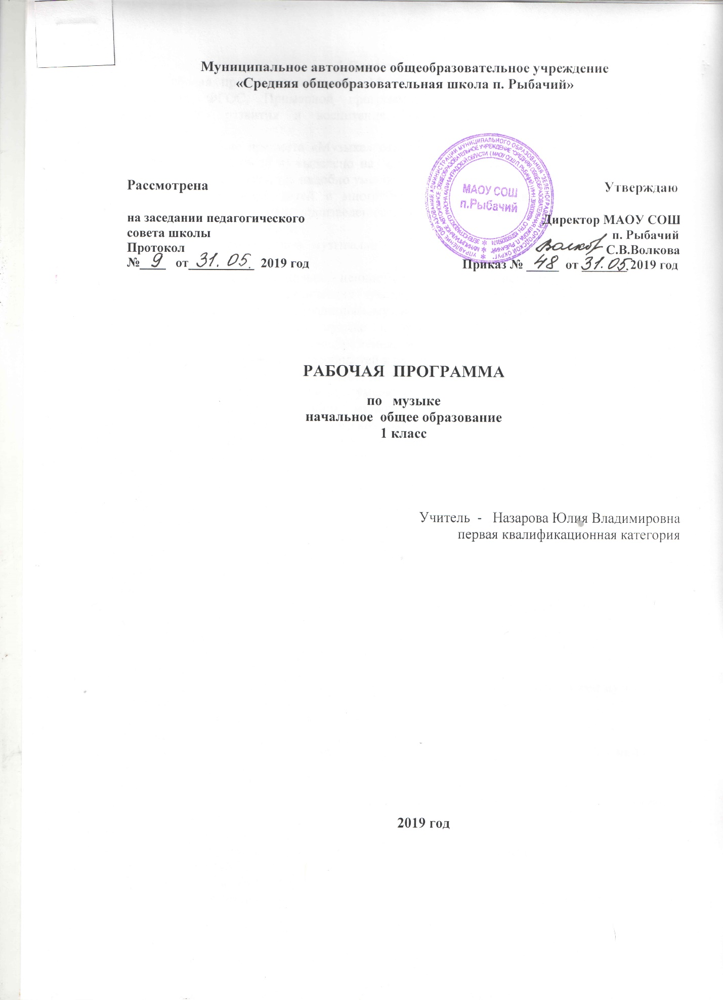 Муниципальное автономное общеобразовательное учреждение
«Средняя общеобразовательная школа п. Рыбачий»
Рассмотрена
на заседании педагогического
совета школы
Протокол
№ 9 от 31.05. 2019 год
МАОУ СОШ
п.Рыбачий
Утверждаю
Директор МАОУ СОШ
п. Рыбачий
С.В.Волкова
Приказ № 48 от 31.05.2019 год
РАБОЧАЯ ПРОГРАММА
по музыке
начальное общее образование
1 класс
Учитель - Назарова Юлия Владимировна
первая квалификационная категория
2019 год